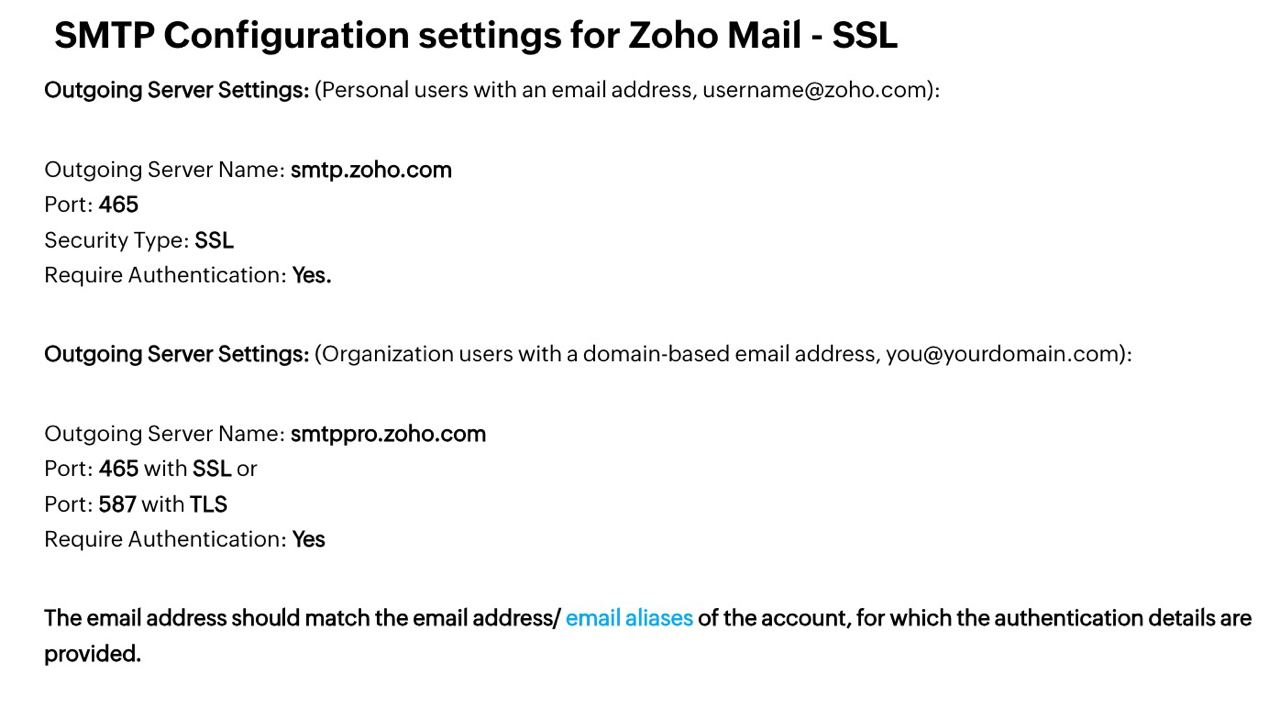 SMTP Configuration settings for Zoho Mail - SSL
Outgoing Server Settings: (Personal users with an email address, username@zoho.com):
Outgoing Server Name: smtp.zoho.com
Port: 465
Security Type: SSL
Require Authentication: Yes.
Outgoing Server Settings: (Organization users with a domain-based email address, you@yourdomain.com):
Outgoing Server Name: smtppro.zoho.com
Port: 465 with SSL or
Port: 587 with TLS
Require Authentication: Yes
The email address should match the email address/ email aliases of the account, for which the authentication details are
provided.